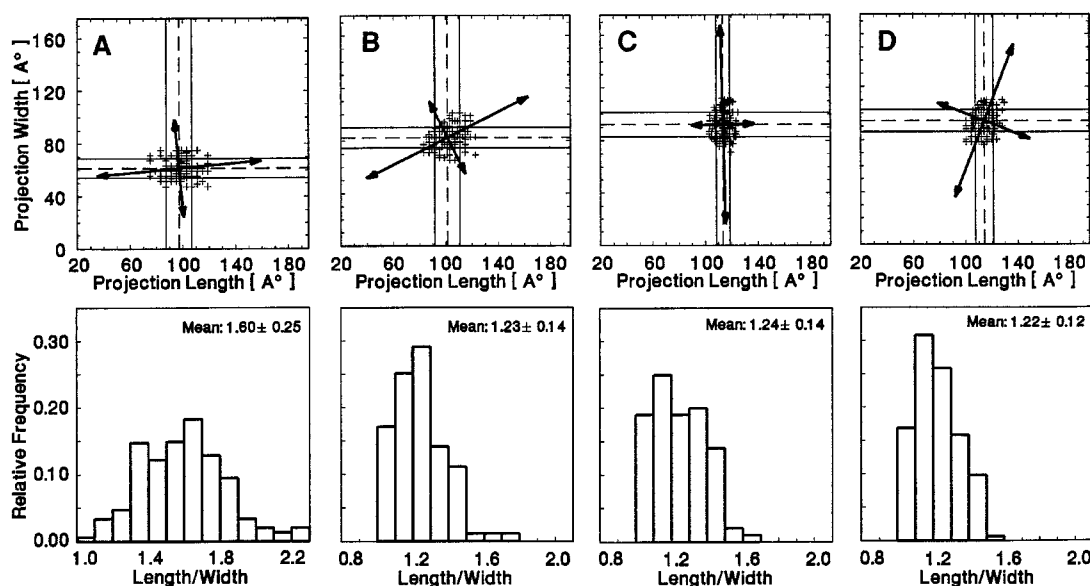 A B C D
Projection Width [ A° ]
160
120
80
40
0
20 60 100 140 180
20 60 100 140 180
20 60 100 140 180
20 60 100 140 180
Projection Length [ A° ]
Projection Length [ A° ]
Projection Length [ A° ]
Projection Length [ A° ]
Mean: 1.60± 0.25
Mean: 1.23± 0.14
Mean: 1.24± 0.14
Mean: 1.22± 0.12
Relative Frequency
0.30
0.20
0.10
0.00
1.0 1.4 1.8 2.2
0.8 1.2 1.6 2.0
0.8 1.2 1.6 2.0
0.8 1.2 1.6 2.0
Length/Width
Length/Width
Length/Width
Length/Width